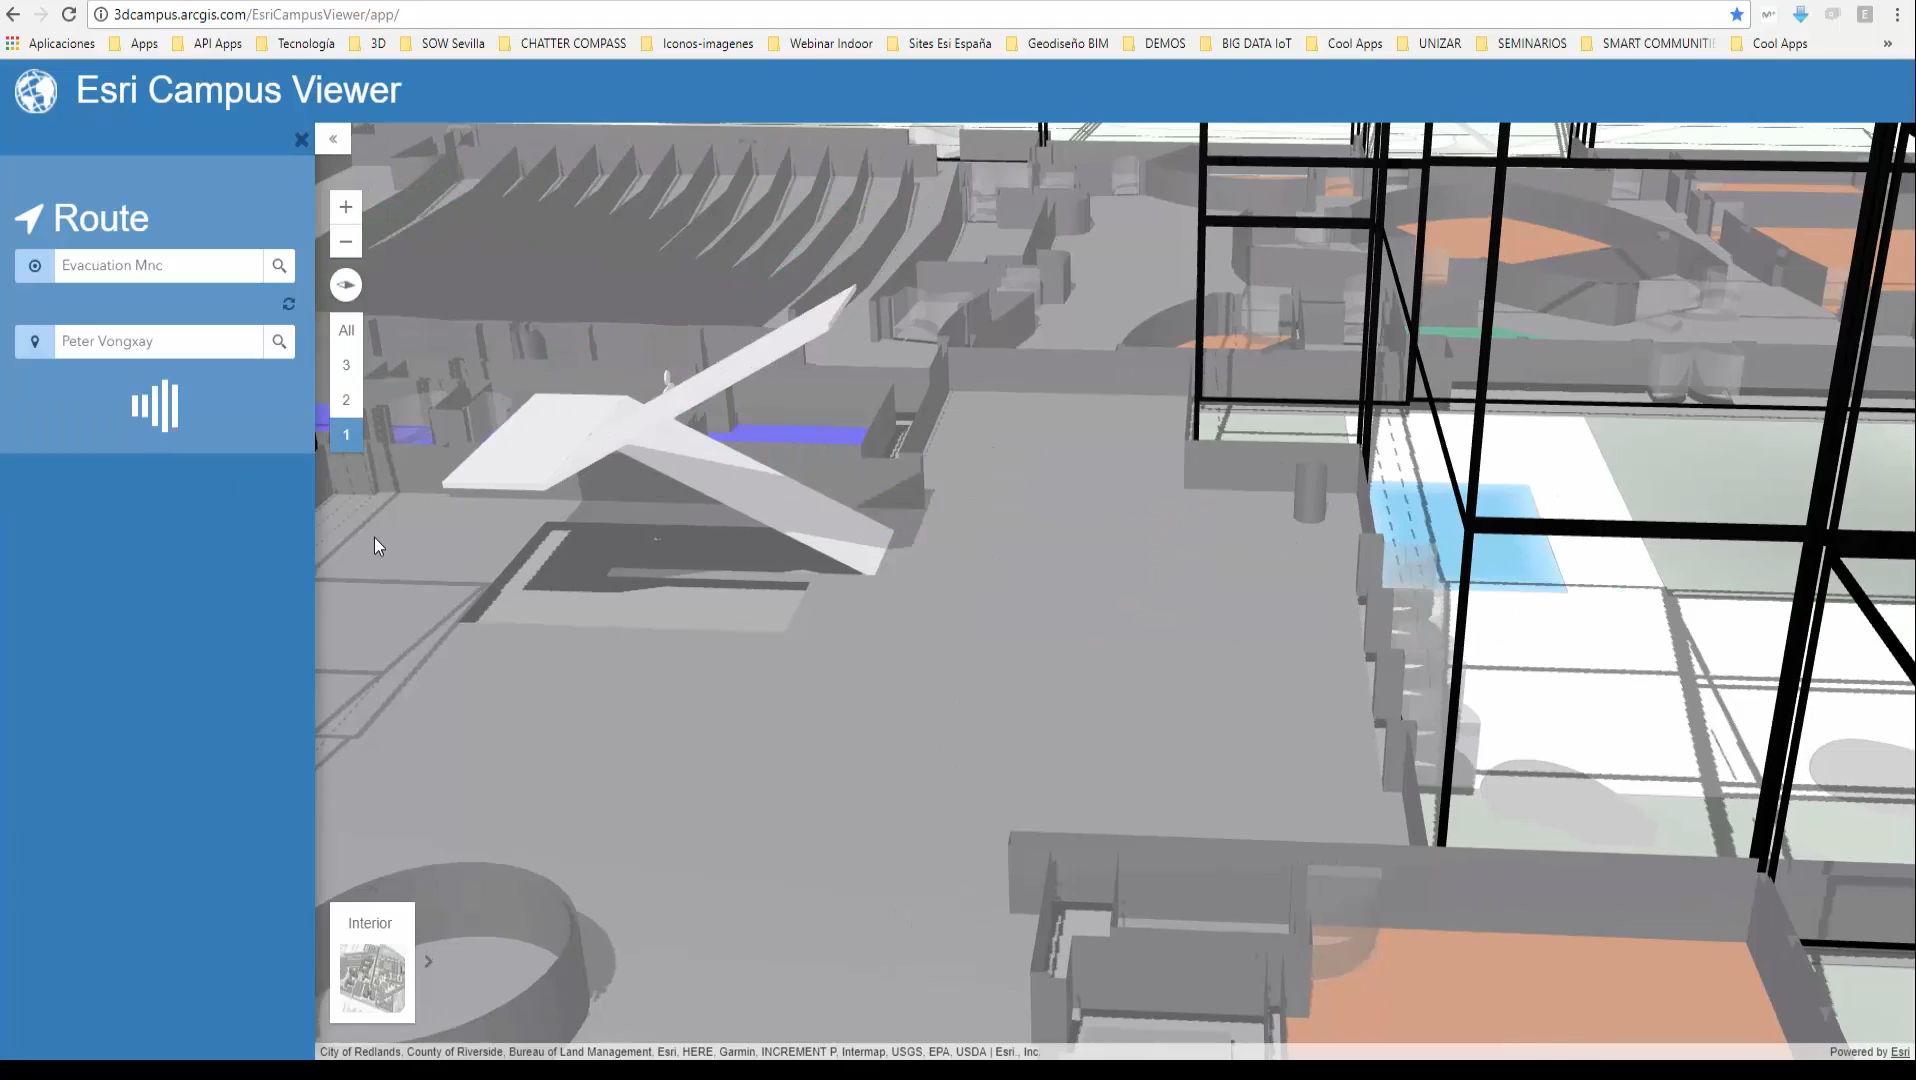 3dcampus.arcgis.com/EsriCampusViewer/app/
Aplicaciones Apps API Apps Tecnología 3D SOW Sevilla CHATTER COMPASS Iconos-imagenes Webinar Indoor Sites Esi España Geodiseño BIM DEMOS BIG DATA IoT Cool Apps UNIZAR SEMINARIOS SMART COMMUNITI Cool Apps »
Esri Campus Viewer
Route
Evacuation Mnc
Peter Vongxay
All
3
2
1
Interior
City of Redlands, County of Riverside, Bureau of Land Management, Esri, HERE, Garmin, INCREMENT P, Intermap, USGS, EPA, USDA | Esri., Inc.
Powered by Esri